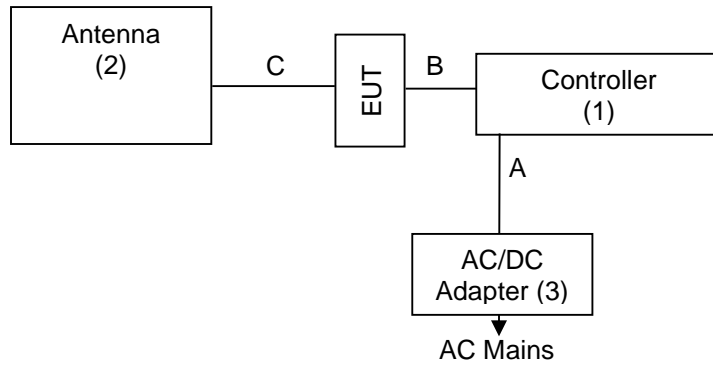 Antenna
(2)
C
EUT
B
Controller
(1)
A
AC/DC
Adapter (3)
AC Mains